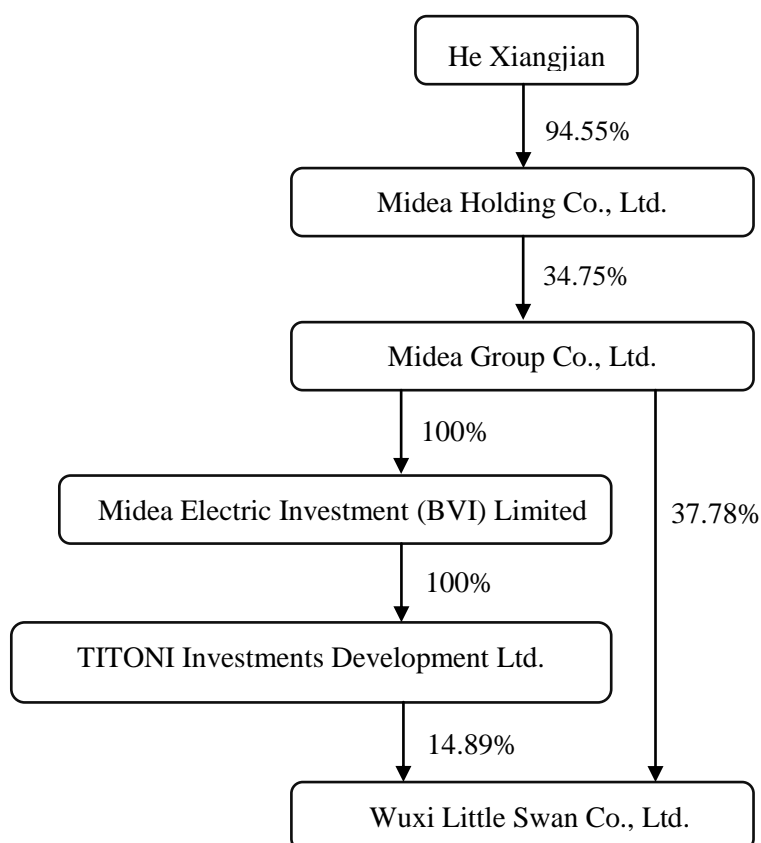 He Xiangjian
94.55%
Midea Holding Co., Ltd.
34.75%
Midea Group Co., Ltd.
100%
Midea Electric Investment (BVI) Limited
37.78%
100%
TITONI Investments Development Ltd.
14.89%
Wuxi Little Swan Co., Ltd.